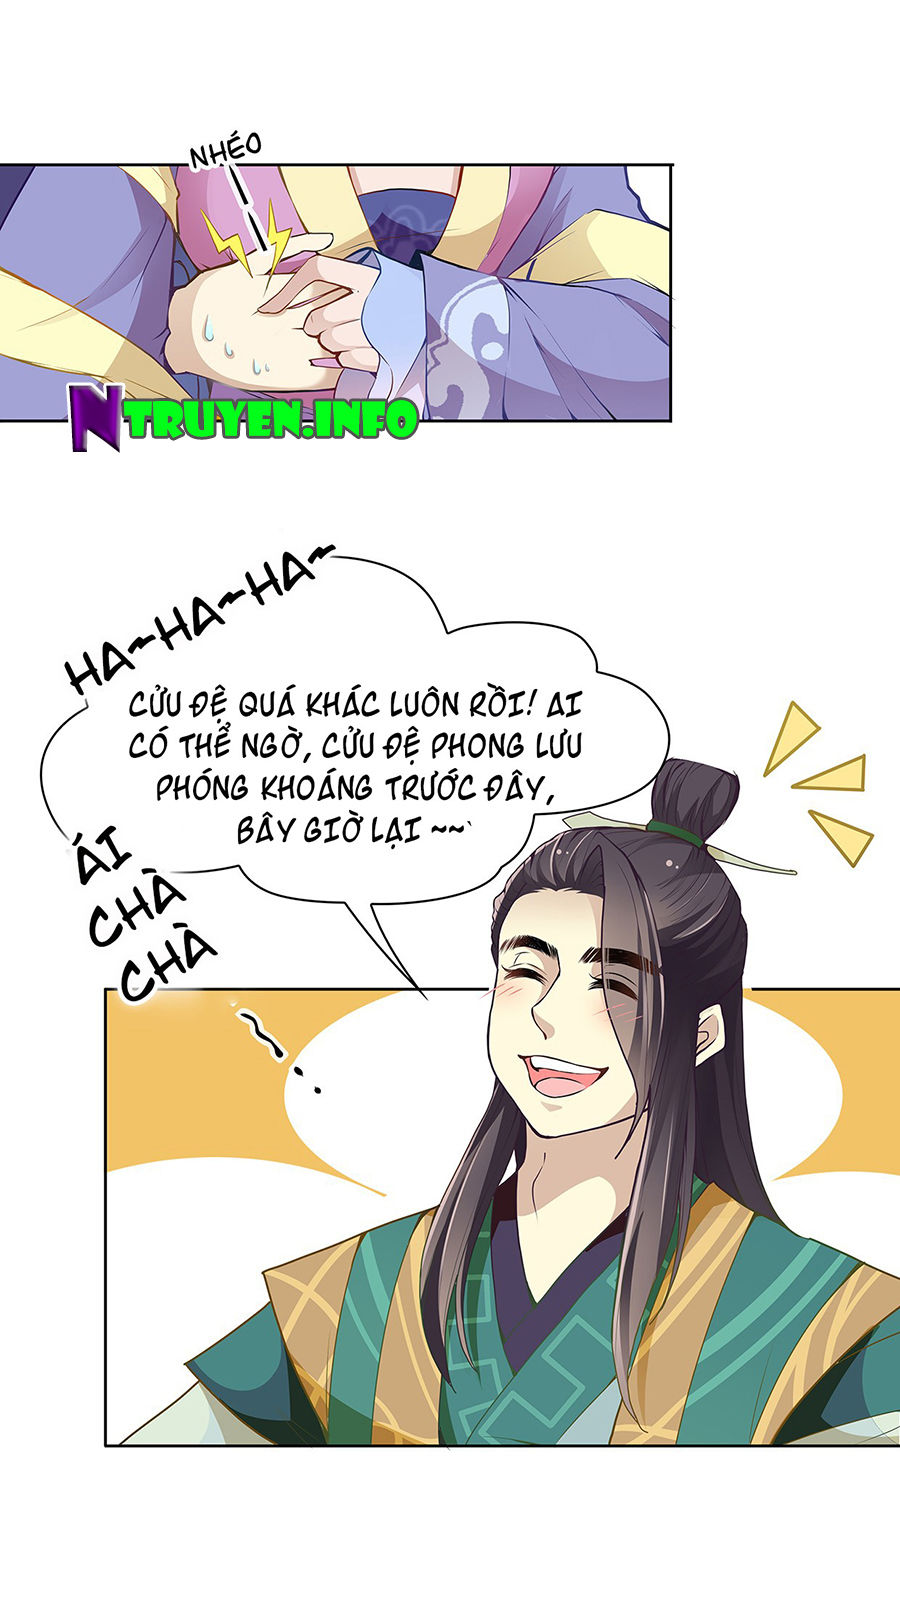 NHÉO
NTRUYEN.INFO
HA~HA~HA~
CỬU ĐỆ QUÁ KHÁC LUÔN RỒI! AI
CÓ THỂ NGỜ, CỬU ĐỆ PHONG LƯU
PHÓNG KHOÁNG TRƯỚC ĐÂY,
BÂY GIỜ LẠI ~~
ÁI
CHÀ
CHÀ
~..